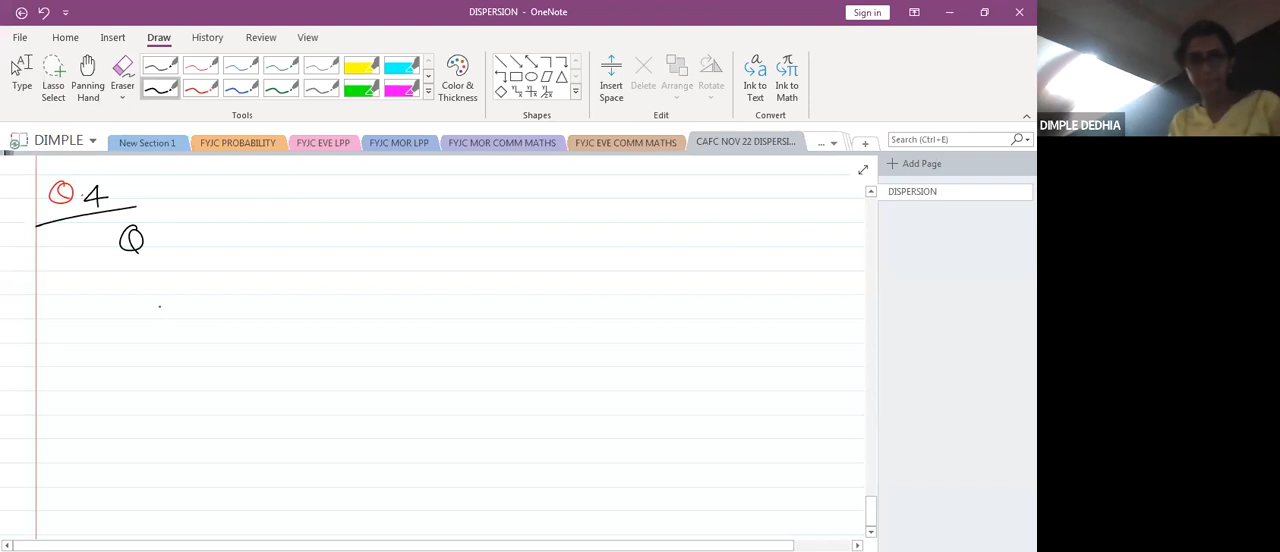 DISPERSION - OneNote
Sign in
File Home Insert Draw History Review View
Type
Lasso Select
Panning Hand
Eraser
Color & Thickness
Insert Space
Delete
Arrange
Rotate
Ink to Text
Ink to Math
Tools
Shapes
Edit
Convert
DIMPLE
New Section 1
FYJC PROBABILITY
FYJC EVE LPP
FYJC MOR LPP
FYJC MOR COMM MATHS
FYJC EVE COMM MATHS
CAFC NOV 22 DISPERSI...
...
Search (Ctrl+E)
Add Page
DISPERSION
Q 4
Q
DIMPLE DEDHIA